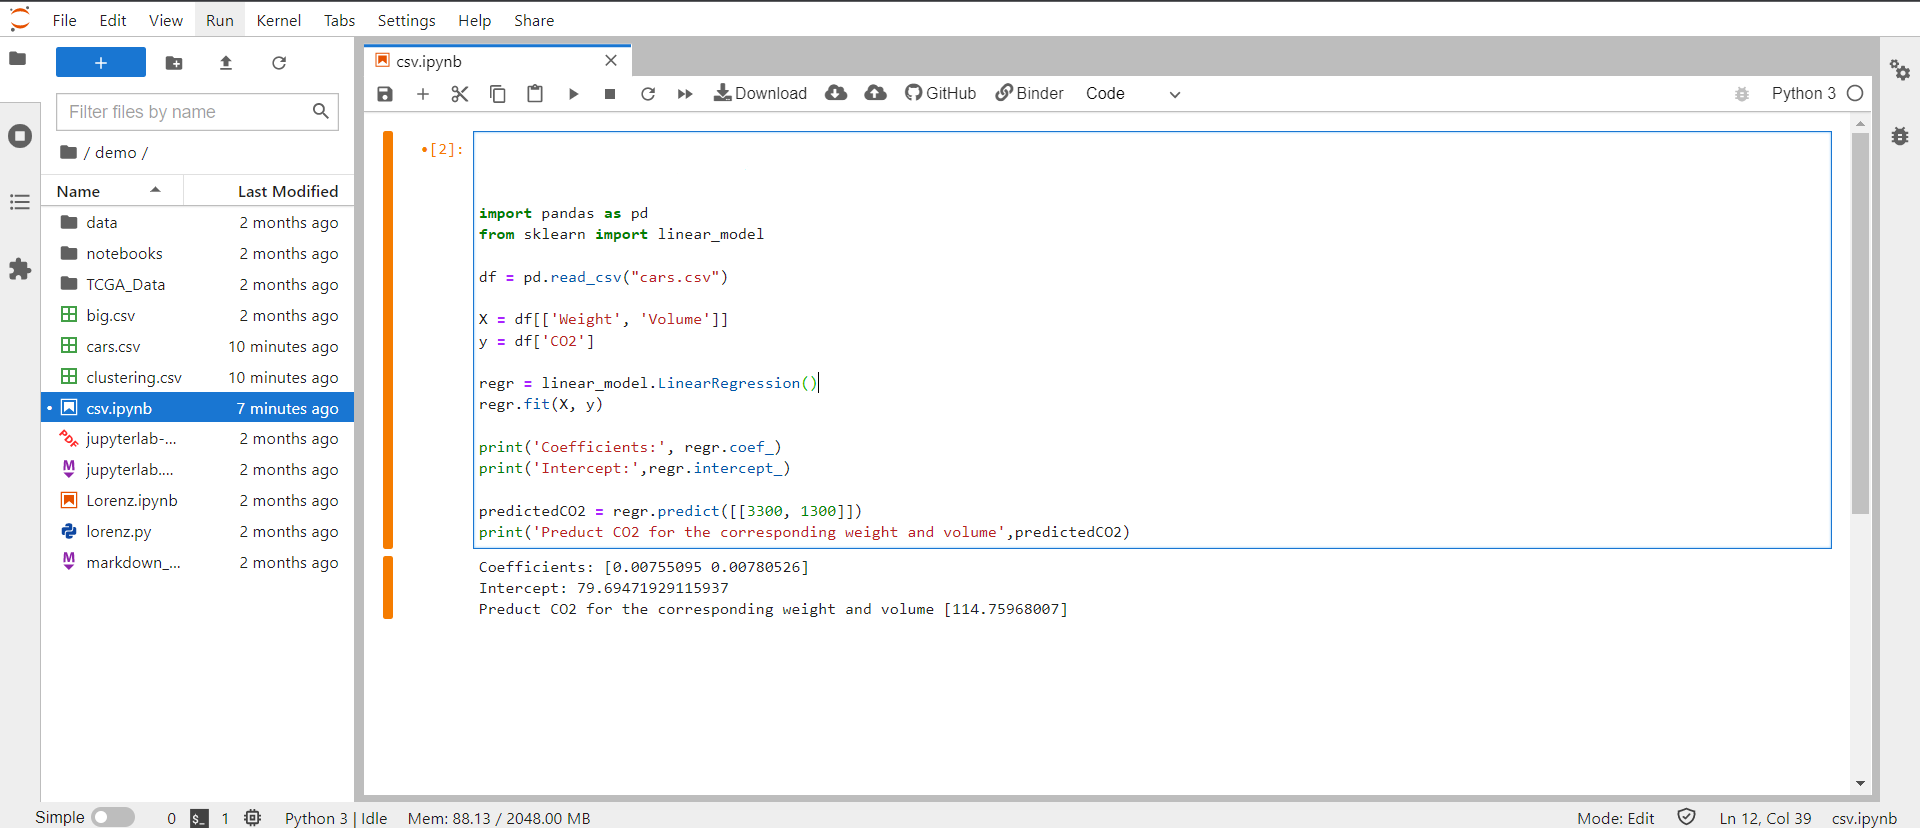 File Edit View Run Kernel Tabs Settings Help Share
+
Filter files by name
/ demo /
Name Last Modified
data 2 months ago
notebooks 2 months ago
TCGA_Data 2 months ago
big.csv 2 months ago
cars.csv 10 minutes ago
clustering.csv 10 minutes ago
• csv.ipynb 7 minutes ago
PDF jupyterlab-... 2 months ago
M jupyterlab.... 2 months ago
Lorenz.ipynb 2 months ago
lorenz.py 2 months ago
M markdown_... 2 months ago
csv.ipynb
Download GitHub Binder Code Python 3
•[2]:
import pandas as pd
from sklearn import linear_model
df = pd.read_csv("cars.csv")
X = df[['Weight', 'Volume']]
y = df['CO2']
regr = linear_model.LinearRegression()
regr.fit(X, y)
print('Coefficients:', regr.coef_)
print('Intercept:',regr.intercept_)
predictedCO2 = regr.predict([[3300, 1300]])
print('Preduct CO2 for the corresponding weight and volume',predictedCO2)
Coefficients: [0.00755095 0.00780526]
Intercept: 79.69471929115937
Preduct CO2 for the corresponding weight and volume [114.75968007]
Simple 0 $_ 1 Python 3 | Idle Mem: 88.13 / 2048.00 MB Mode: Edit Ln 12, Col 39 csv.ipynb